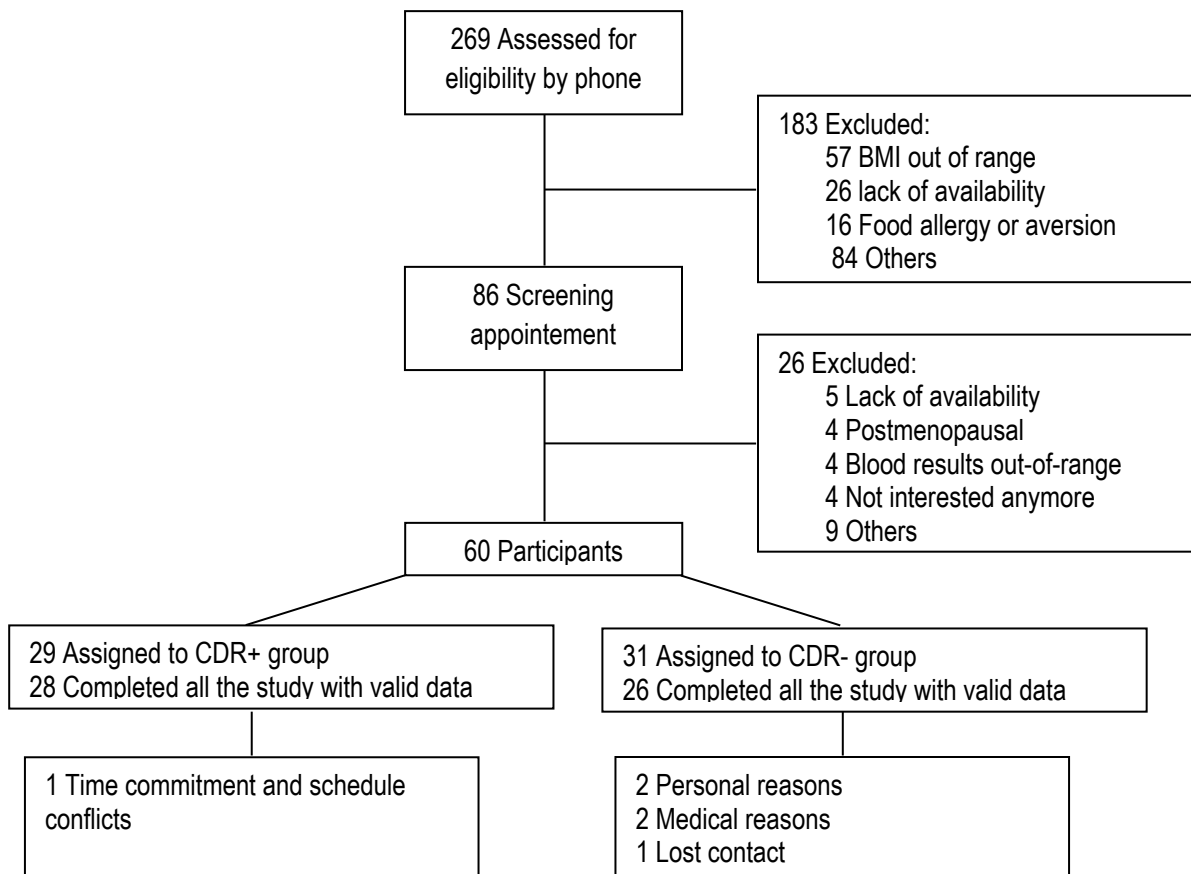 269 Assessed for
eligibility by phone
183 Excluded:
57 BMI out of range
26 lack of availability
16 Food allergy or aversion
84 Others
86 Screening
appointement
26 Excluded:
5 Lack of availability
4 Postmenopausal
4 Blood results out-of-range
4 Not interested anymore
9 Others
60 Participants
29 Assigned to CDR+ group
28 Completed all the study with valid data
31 Assigned to CDR- group
26 Completed all the study with valid data
1 Time commitment and schedule
conflicts
2 Personal reasons
2 Medical reasons
1 Lost contact